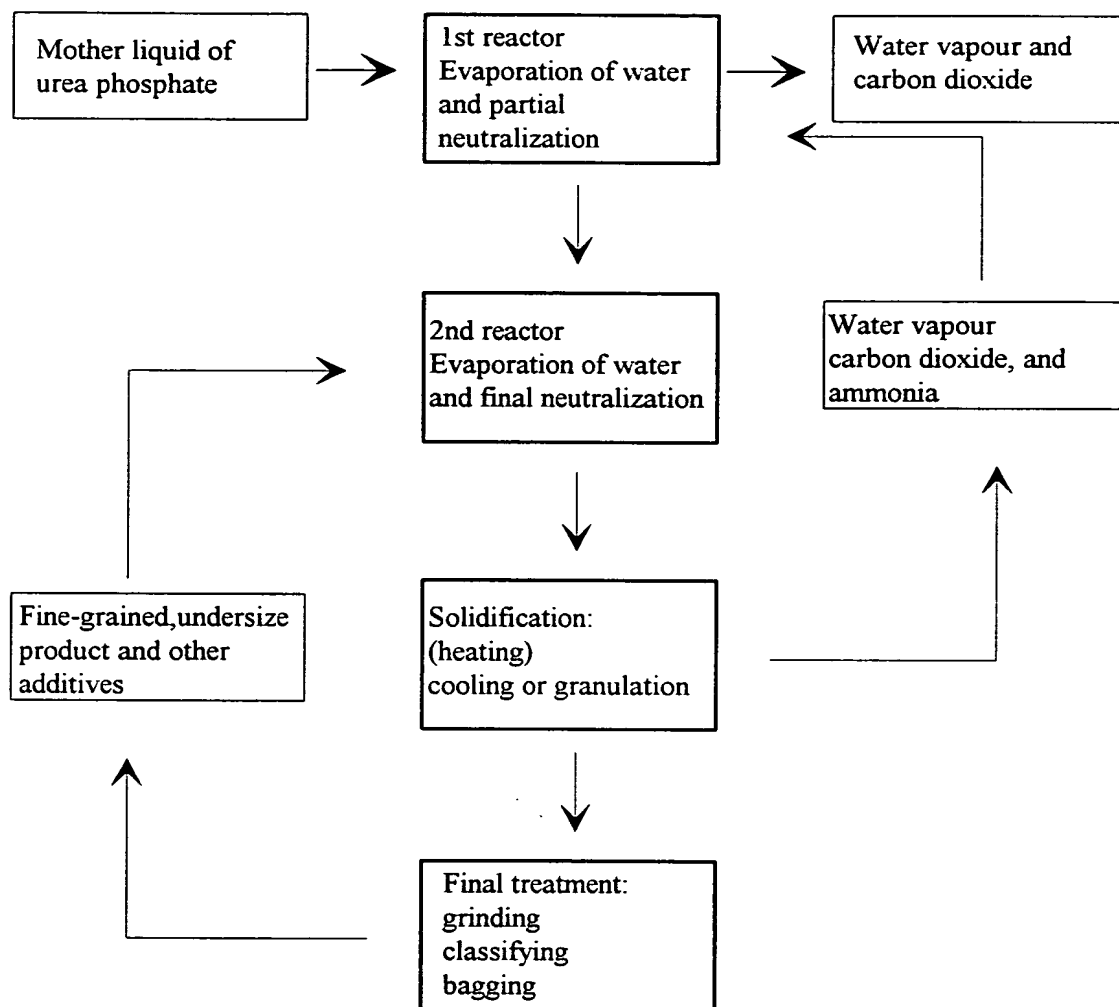 Mother liquid of
urea phosphate
1st reactor
Evaporation of water
and partial
neutralization
Water vapour and
carbon dioxide
2nd reactor
Evaporation of water
and final neutralization
Water vapour
carbon dioxide, and
ammonia
Fine-grained,undersize
product and other
additives
Solidification:
(heating)
cooling or granulation
Final treatment:
grinding
classifying
bagging